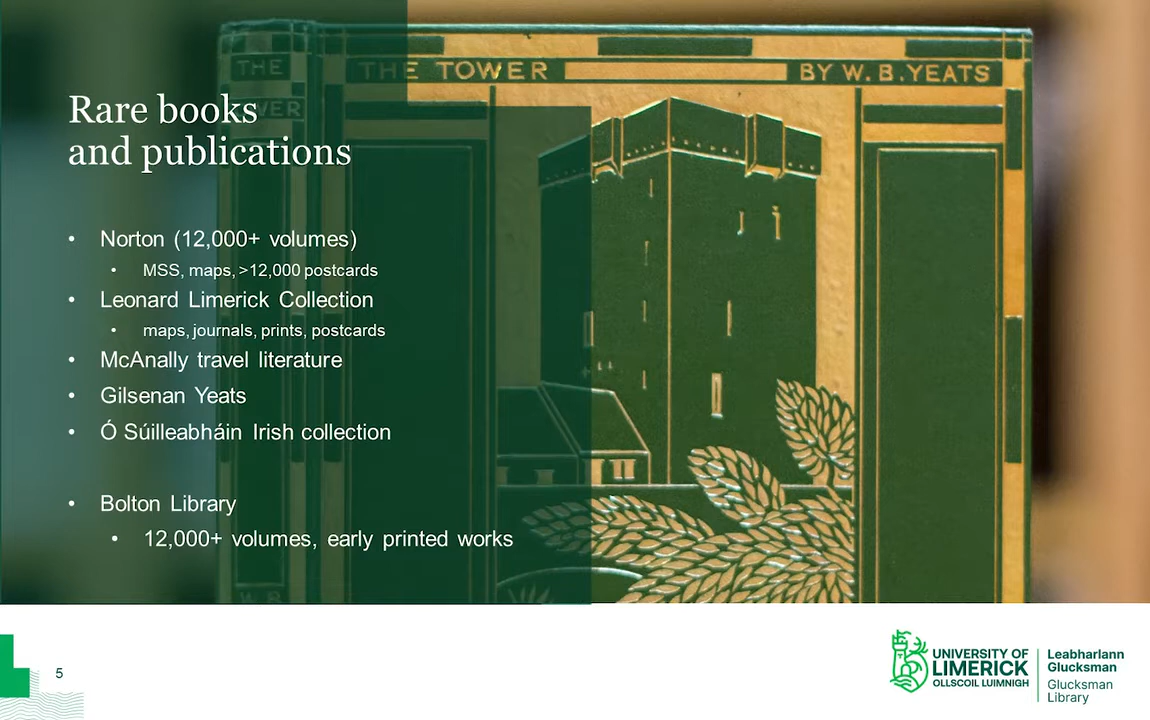 THE
TOWER
THE TOWER
BY W. B. YEATS
Rare books
and publications
• Norton (12,000+ volumes)
• MSS, maps, >12,000 postcards
• Leonard Limerick Collection
• maps, journals, prints, postcards
• McAnally travel literature
• Gilsenan Yeats
• Ó Súilleabháin Irish collection
• Bolton Library
• 12,000+ volumes, early printed works
W B
5
UNIVERSITY OF
LIMERICK
OLLSCOIL LUIMNIGH
Leabharlann
Glucksman
Glucksman
Library